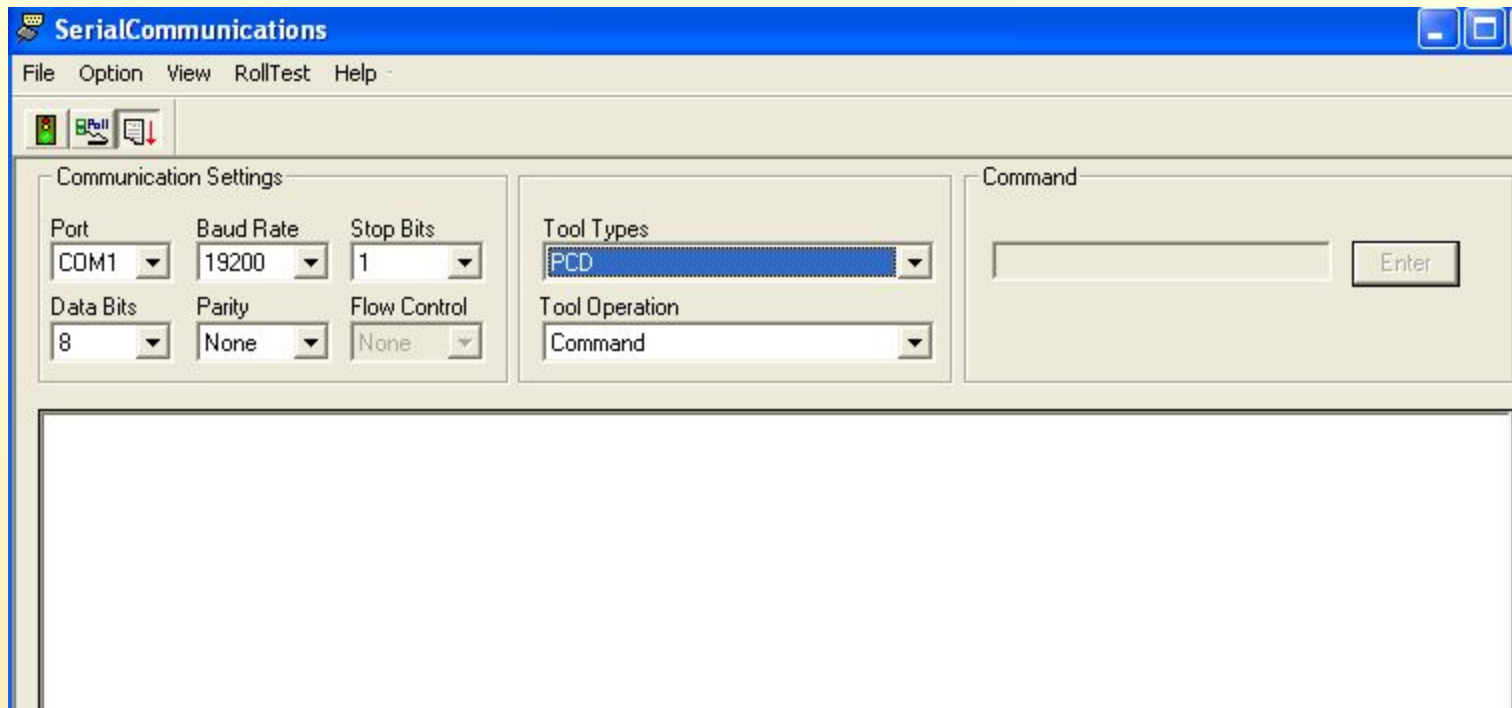 SerialCommunications
File Option View RollTest Help
Poll
Communication Settings
Port Baud Rate Stop Bits
COM1 19200 1
Data Bits Parity Flow Control
8 None None
Tool Types
PCD
Tool Operation
Command
Command
Enter